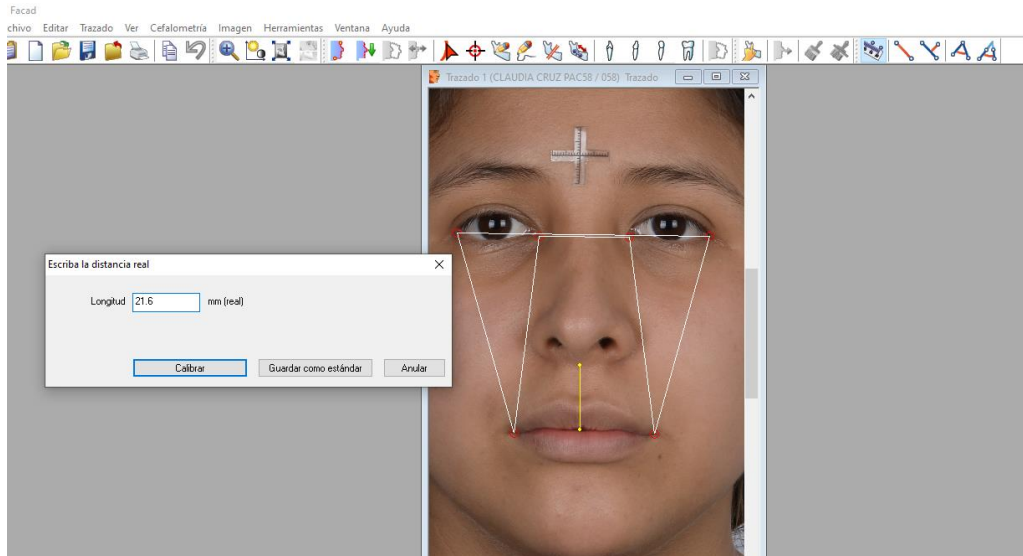 Facad
chivo Editar Trazado Ver Cefalometría Imagen Herramientas Ventana Ayuda
Trazado 1 (CLAUDIA CRUZ PAC58 / 058) Trazado
Escriba la distancia real
Longitud 21.6 mm (real)
Calibrar Guardar como estándar Anular